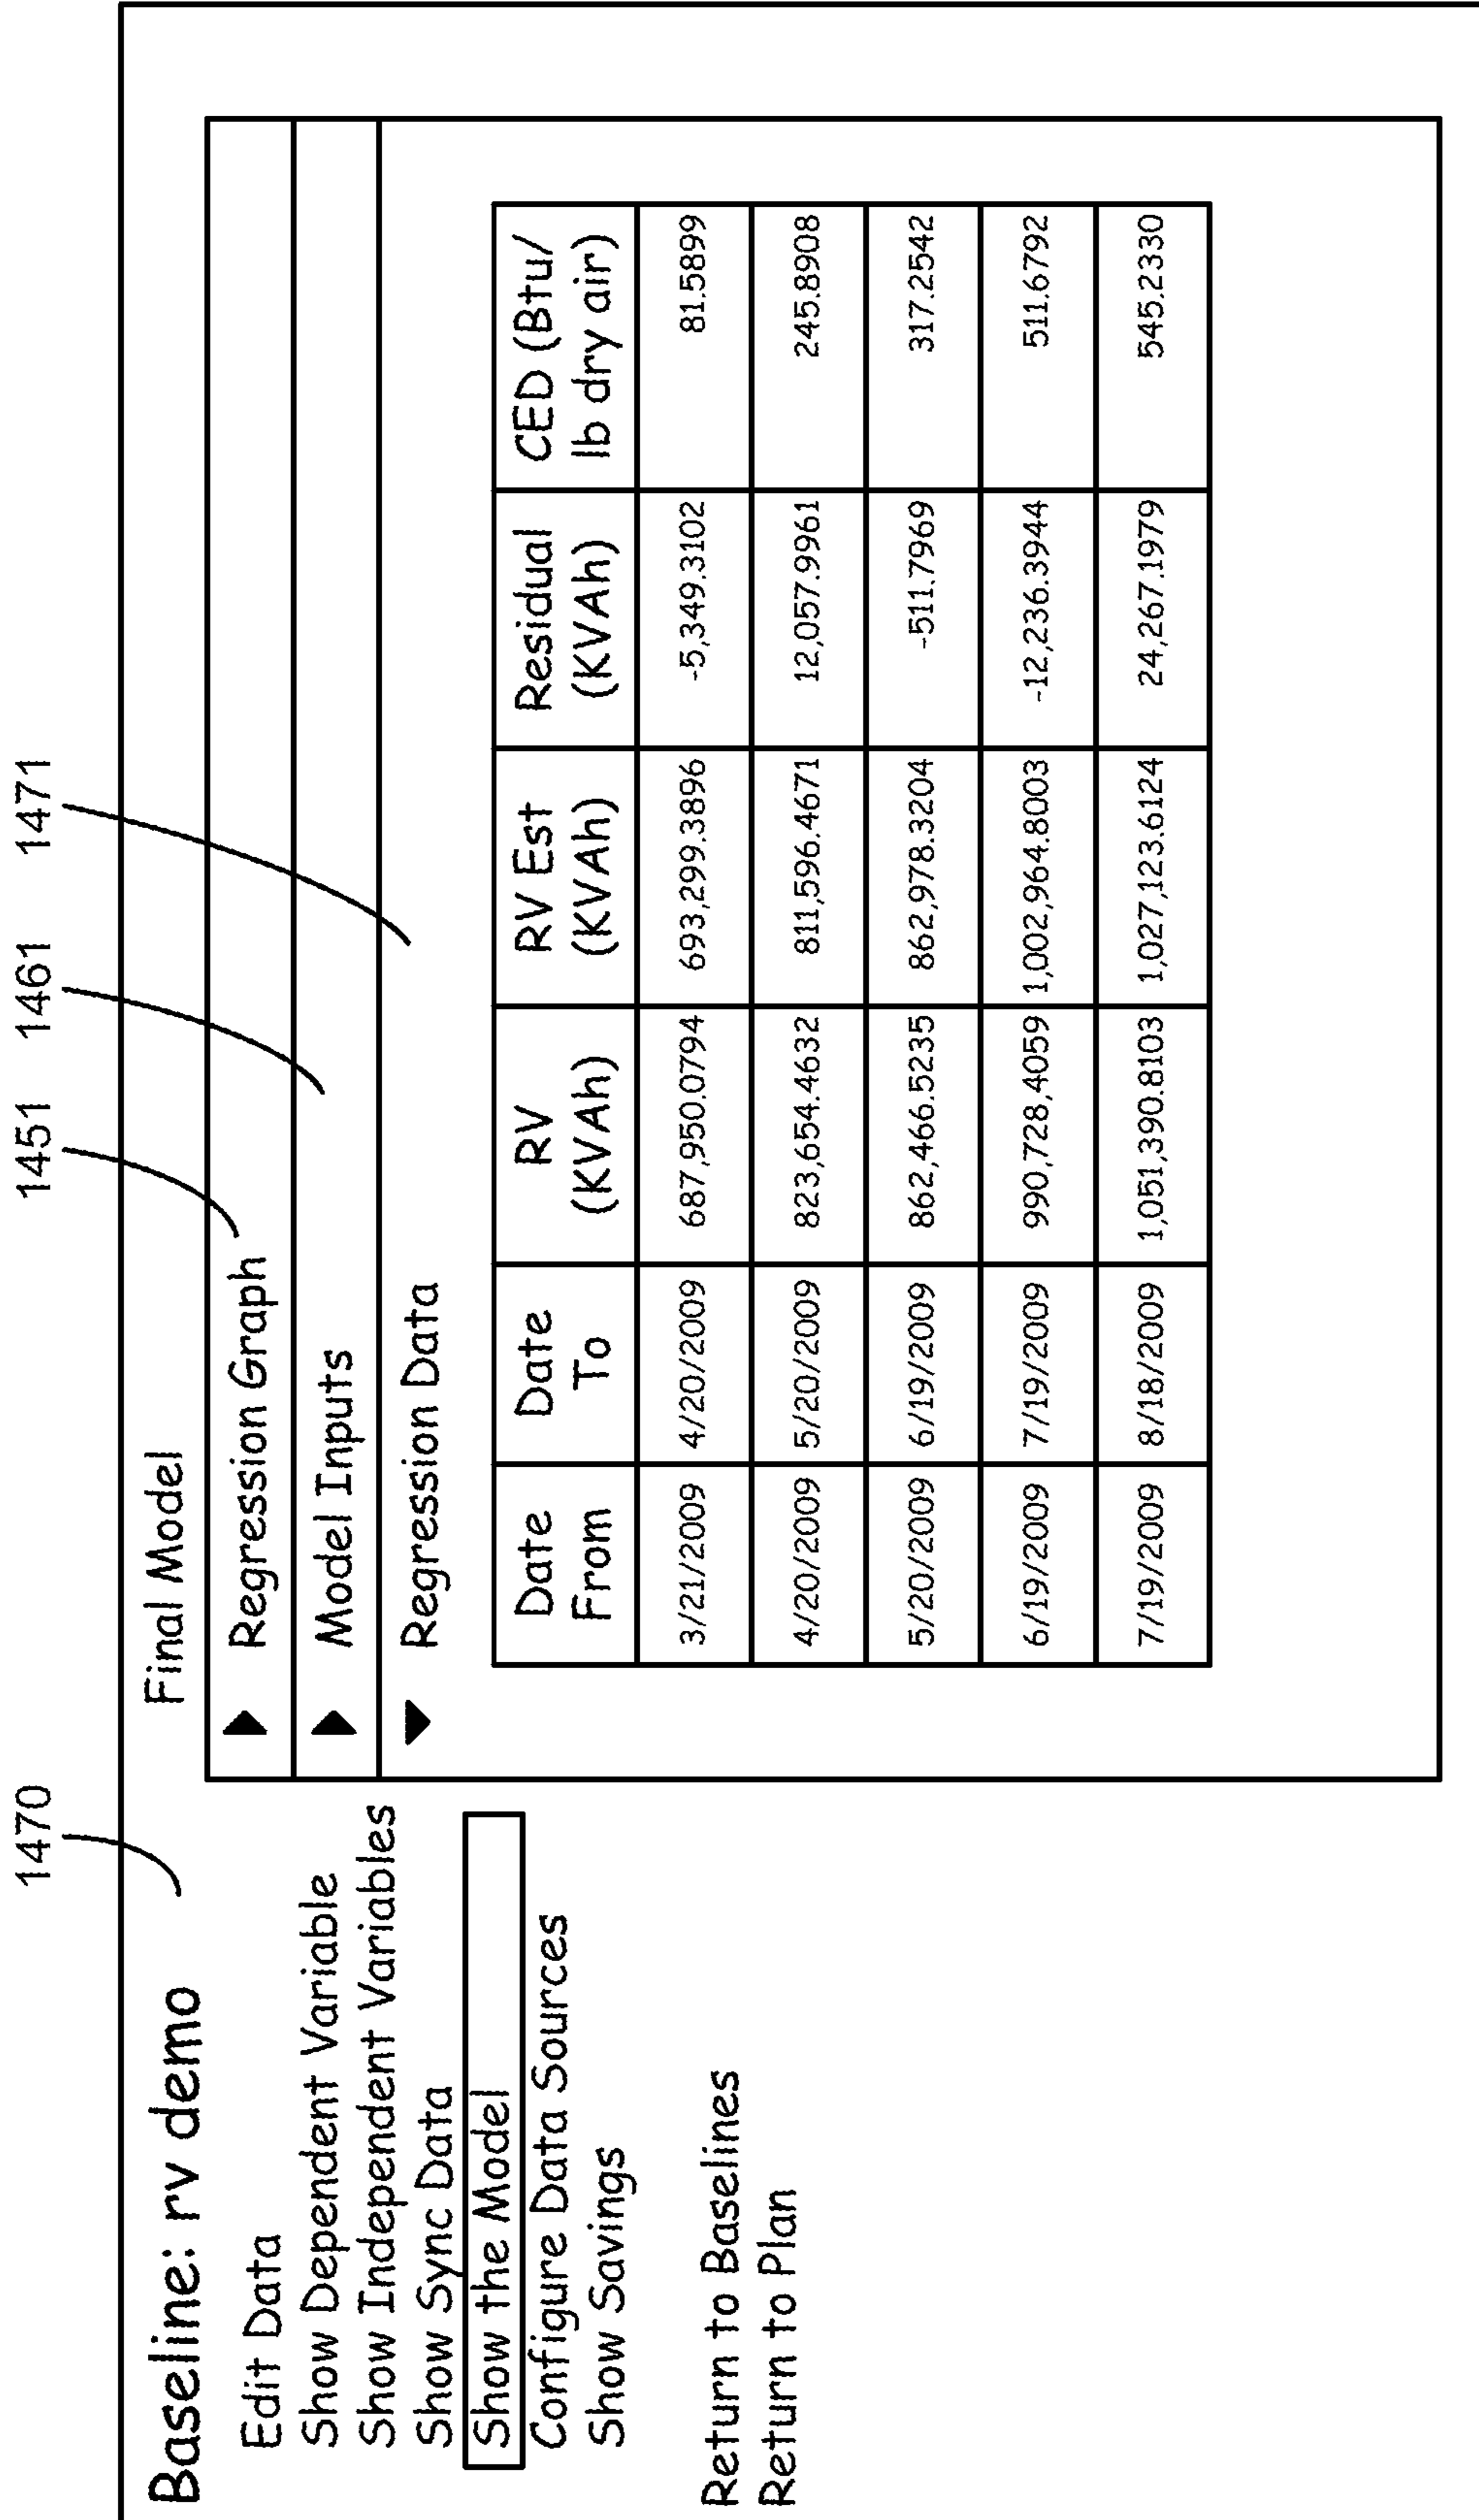 1470
1451
1461
1471
Baseline: rv demo
Edit Data
Show Dependent Variable
Show Independent Variables
Show Sync Data
Show the Model
Configure Data Sources
Show Savings
Return to Baselines
Return to Plan
Final Model
Regression Graph
Model Inputs
Regression Data
Date From Date To RV (KVAh) RV Est (KVAh) Residual (KVAh) CED (Btu/ lb dry air)
3/21/2009 4/20/2009 687,950.0794 693,299.3896 -5,349.3102 81.5899
4/20/2009 5/20/2009 823,654.4632 811,596.4671 12,057.9961 245.8908
5/20/2009 6/19/2009 862,466.5235 862,978.3204 -511.7969 317.2542
6/19/2009 7/19/2009 990,728.4059 1,002,964.8003 -12,236.3944 511.6792
7/19/2009 8/18/2009 1,051,390.8103 1,027,123.6124 24,267.1979 545.2330